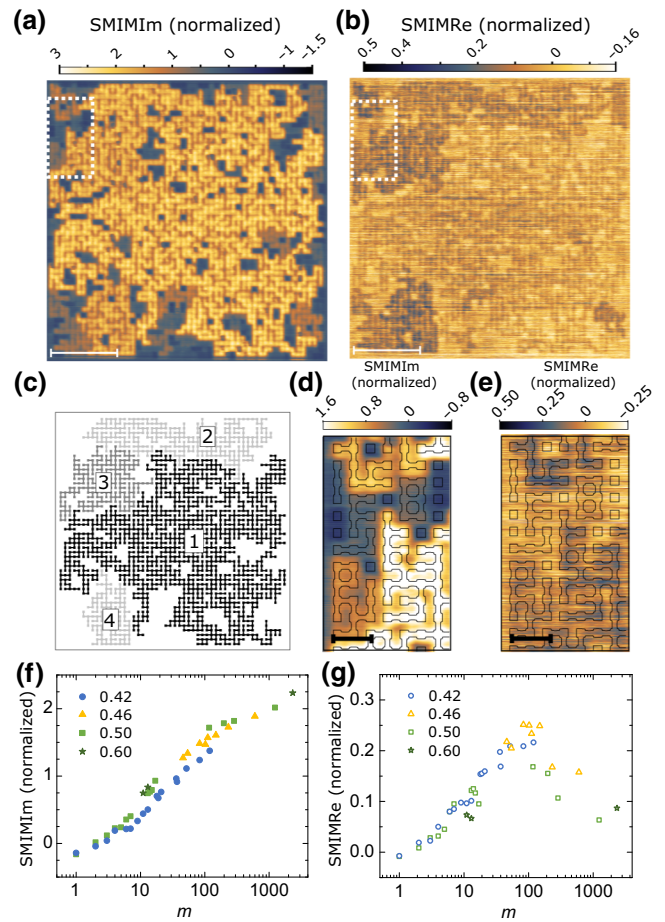 (a) SMIMIm (normalized)
3 2 1 0 −1 −1.5
(b) SMIMRe (normalized)
0.5 0.4 0.2 0 −0.16
(c)
2
3
1
4
(d) SMIMIm
(normalized)
1.6 0.8 0 −0.8
(e) SMIMRe
(normalized)
0.50 0.25 0 −0.25
(f)
SMIMIm (normalized)
2
1
0
0.42
0.46
0.50
0.60
1 10 100 1000
m
(g)
SMIMRe (normalized)
0.3
0.2
0.1
0.0
0.42
0.46
0.50
0.60
1 10 100 1000
m